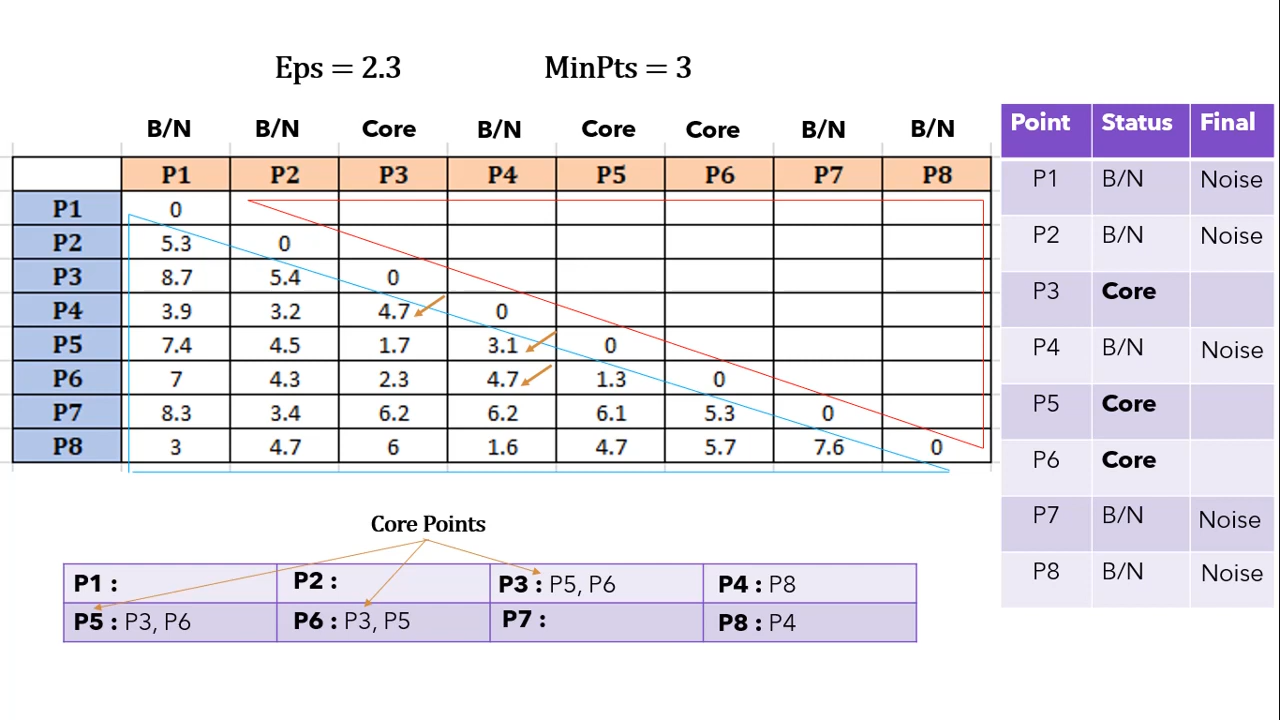 Eps = 2.3 MinPts = 3
B/N B/N Core B/N Core Core B/N B/N
P1 P2 P3 P4 P5 P6 P7 P8
P1 0
P2 5.3 0
P3 8.7 5.4 0
P4 3.9 3.2 4.7 0
P5 7.4 4.5 1.7 3.1 0
P6 7 4.3 2.3 4.7 1.3 0
P7 8.3 3.4 6.2 6.2 6.1 5.3 0
P8 3 4.7 6 1.6 4.7 5.7 7.6 0
Point Status Final
P1 B/N Noise
P2 B/N Noise
P3 Core
P4 B/N Noise
P5 Core
P6 Core
P7 B/N Noise
P8 B/N Noise
Core Points
P1 : P2 : P3 : P5, P6 P4 : P8
P5 : P3, P6 P6 : P3, P5 P7 : P8 : P4